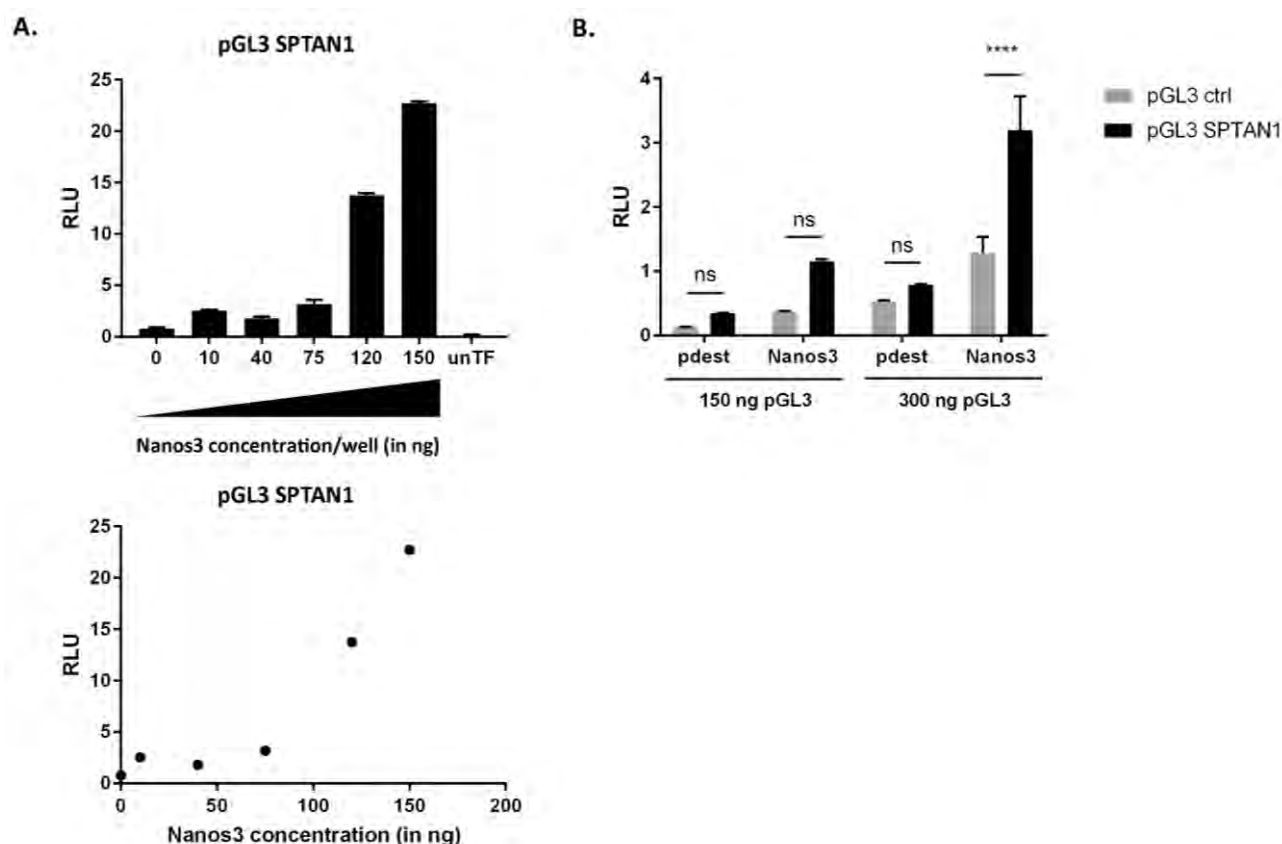 A.
pGL3 SPTAN1
25
20
15
10
5
0
RLU
0 10 40 75 120 150 unTF
Nanos3 concentration/well (in ng)
pGL3 SPTAN1
25
20
15
10
5
0
RLU
0 50 100 150 200
Nanos3 concentration (in ng)
B.
4
3
2
1
0
RLU
ns
ns
ns
****
pGL3 ctrl
pGL3 SPTAN1
pdest Nanos3 pdest Nanos3
150 ng pGL3 300 ng pGL3